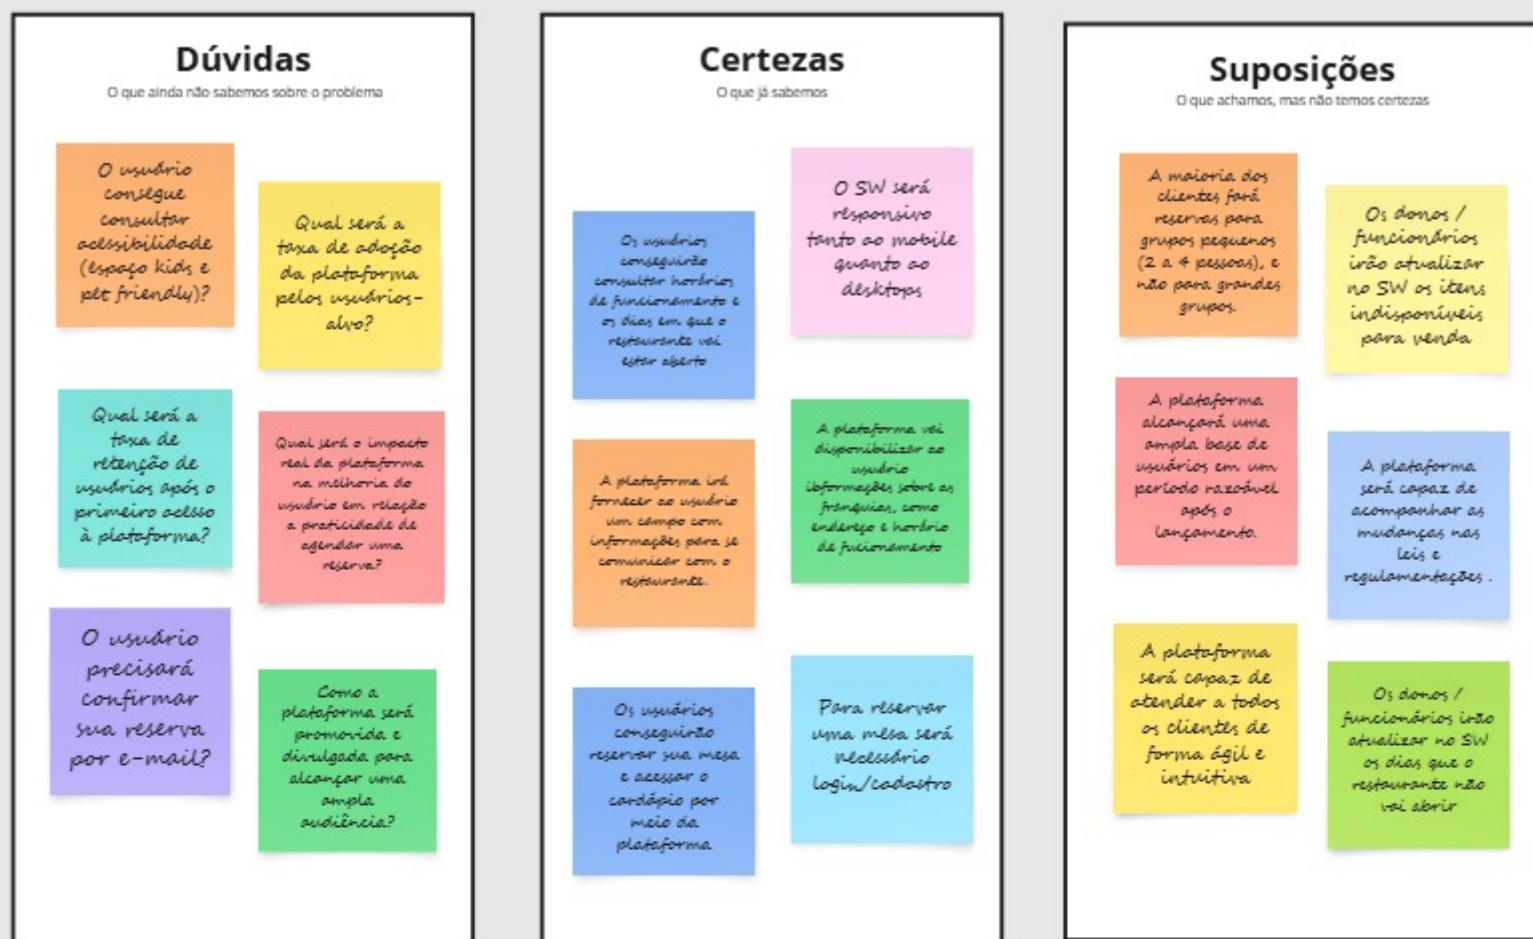 Dúvidas
O que ainda não sabemos sobre o problema
O usuário
consegue
consultar
acessibilidade
(espaço kids e
pet friendly)?
Qual será a
taxa de adoção
da plataforma
pelos usuários-
alvo?
Qual será a
taxa de
retenção de
usuários após o
primeiro acesso
à plataforma?
Qual será o impacto
real da plataforma
na melhoria do
usuário em relação
a praticidade de
agendar uma
reserva?
O usuário
precisará
confirmar
sua reserva
por e-mail?
Como a
plataforma será
promovida e
divulgada para
alcançar uma
ampla
audiência?
Certezas
O que já sabemos
Os usuários
conseguirão
consultar horários
de funcionamento e
os dias em que o
restaurante vai
estar aberto
O SW será
responsivo
tanto ao mobile
quanto ao
desktops
A plataforma irá
fornecer ao usuário
um campo com
informações para se
comunicar com o
restaurante.
A plataforma vai
disponibilizar ao
usuário
ibformações sobre as
franquias, como
endereço e horário
de fucionamento
Os usuários
conseguirão
reservar sua mesa
e acessar o
cardápio por
meio da
plataforma
Para reservar
uma mesa será
necessário
login/cadastro
Suposições
O que achamos, mas não temos certezas
A maioria dos
clientes fará
reservas para
grupos pequenos
(2 a 4 pessoas), e
não para grandes
grupos.
Os donos /
funcionários
irão atualizar
no SW os itens
indisponíveis
para venda
A plataforma
alcançará uma
ampla base de
usuários em um
período razoável
após o
lançamento.
A plataforma
será capaz de
acompanhar as
mudanças nas
leis e
regulamentações .
A plataforma
será capaz de
atender a todos
os clientes de
forma ágil e
intuitiva
Os donos /
funcionários irão
atualizar no SW
os dias que o
restaurante não
vai abrir